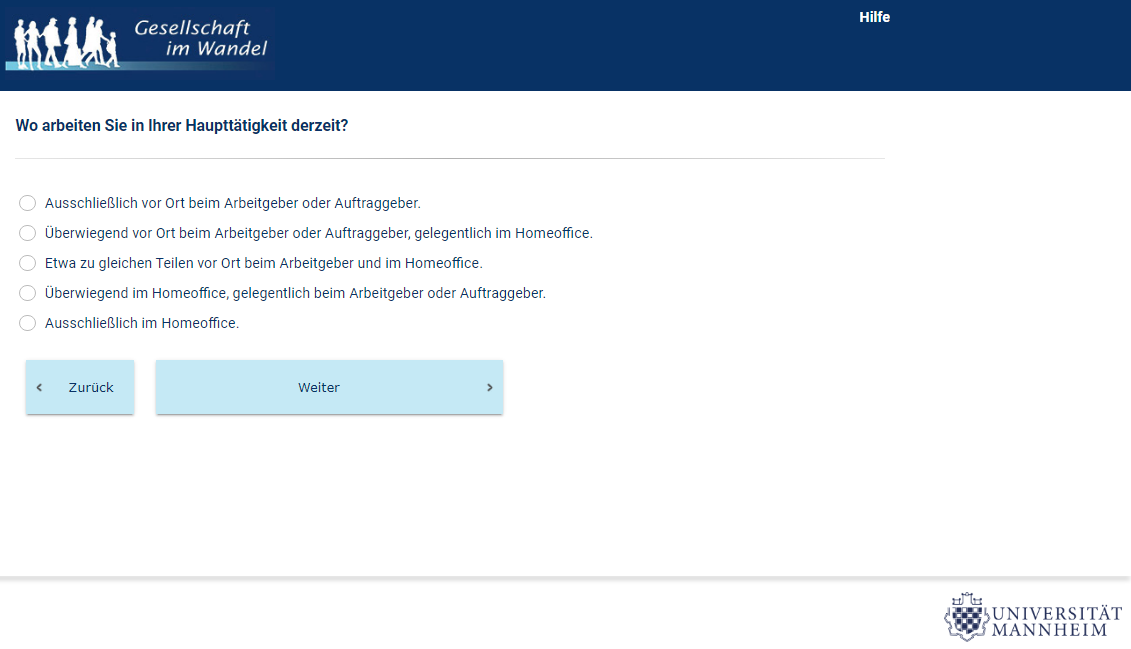 Gesellschaft
im Wandel
Hilfe
Wo arbeiten Sie in Ihrer Haupttätigkeit derzeit?
Ausschließlich vor Ort beim Arbeitgeber oder Auftraggeber.
Überwiegend vor Ort beim Arbeitgeber oder Auftraggeber, gelegentlich im Homeoffice.
Etwa zu gleichen Teilen vor Ort beim Arbeitgeber und im Homeoffice.
Überwiegend im Homeoffice, gelegentlich beim Arbeitgeber oder Auftraggeber.
Ausschließlich im Homeoffice.
‹ Zurück
Weiter ›
UNIVERSITÄT
MANNHEIM